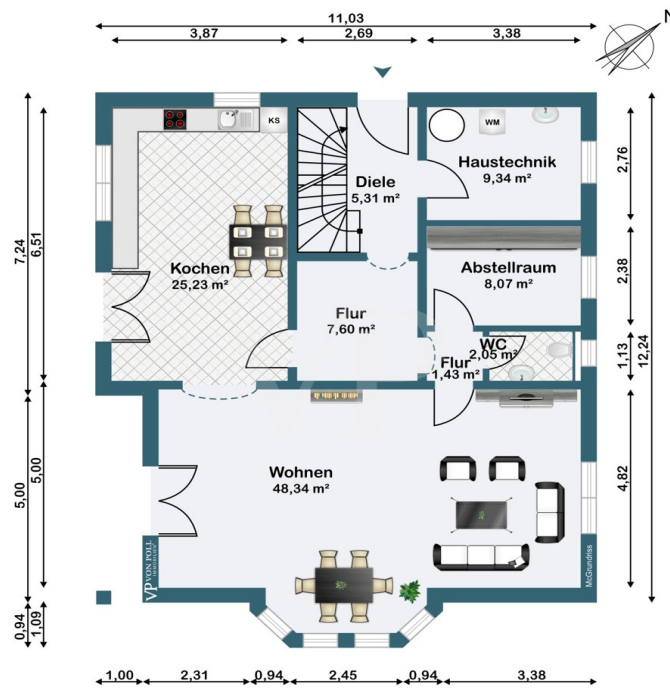 11,03
3,87
2,69
3,38
N
KS
WM
Haustechnik
9,34 m²
Diele
5,31 m²
2,76
7,24
6,51
Kochen
25,23 m²
Abstellraum
8,07 m²
2,38
Flur
7,60 m²
WC
2,05 m²
Flur
1,43 m²
1,13
12,24
Wohnen
48,34 m²
5,00
5,00
4,82
VP VON POLL
IMMOBILIEN
McGrundriss
VP
0,94
1,09
1,00
2,31
0,94
2,45
0,94
3,38